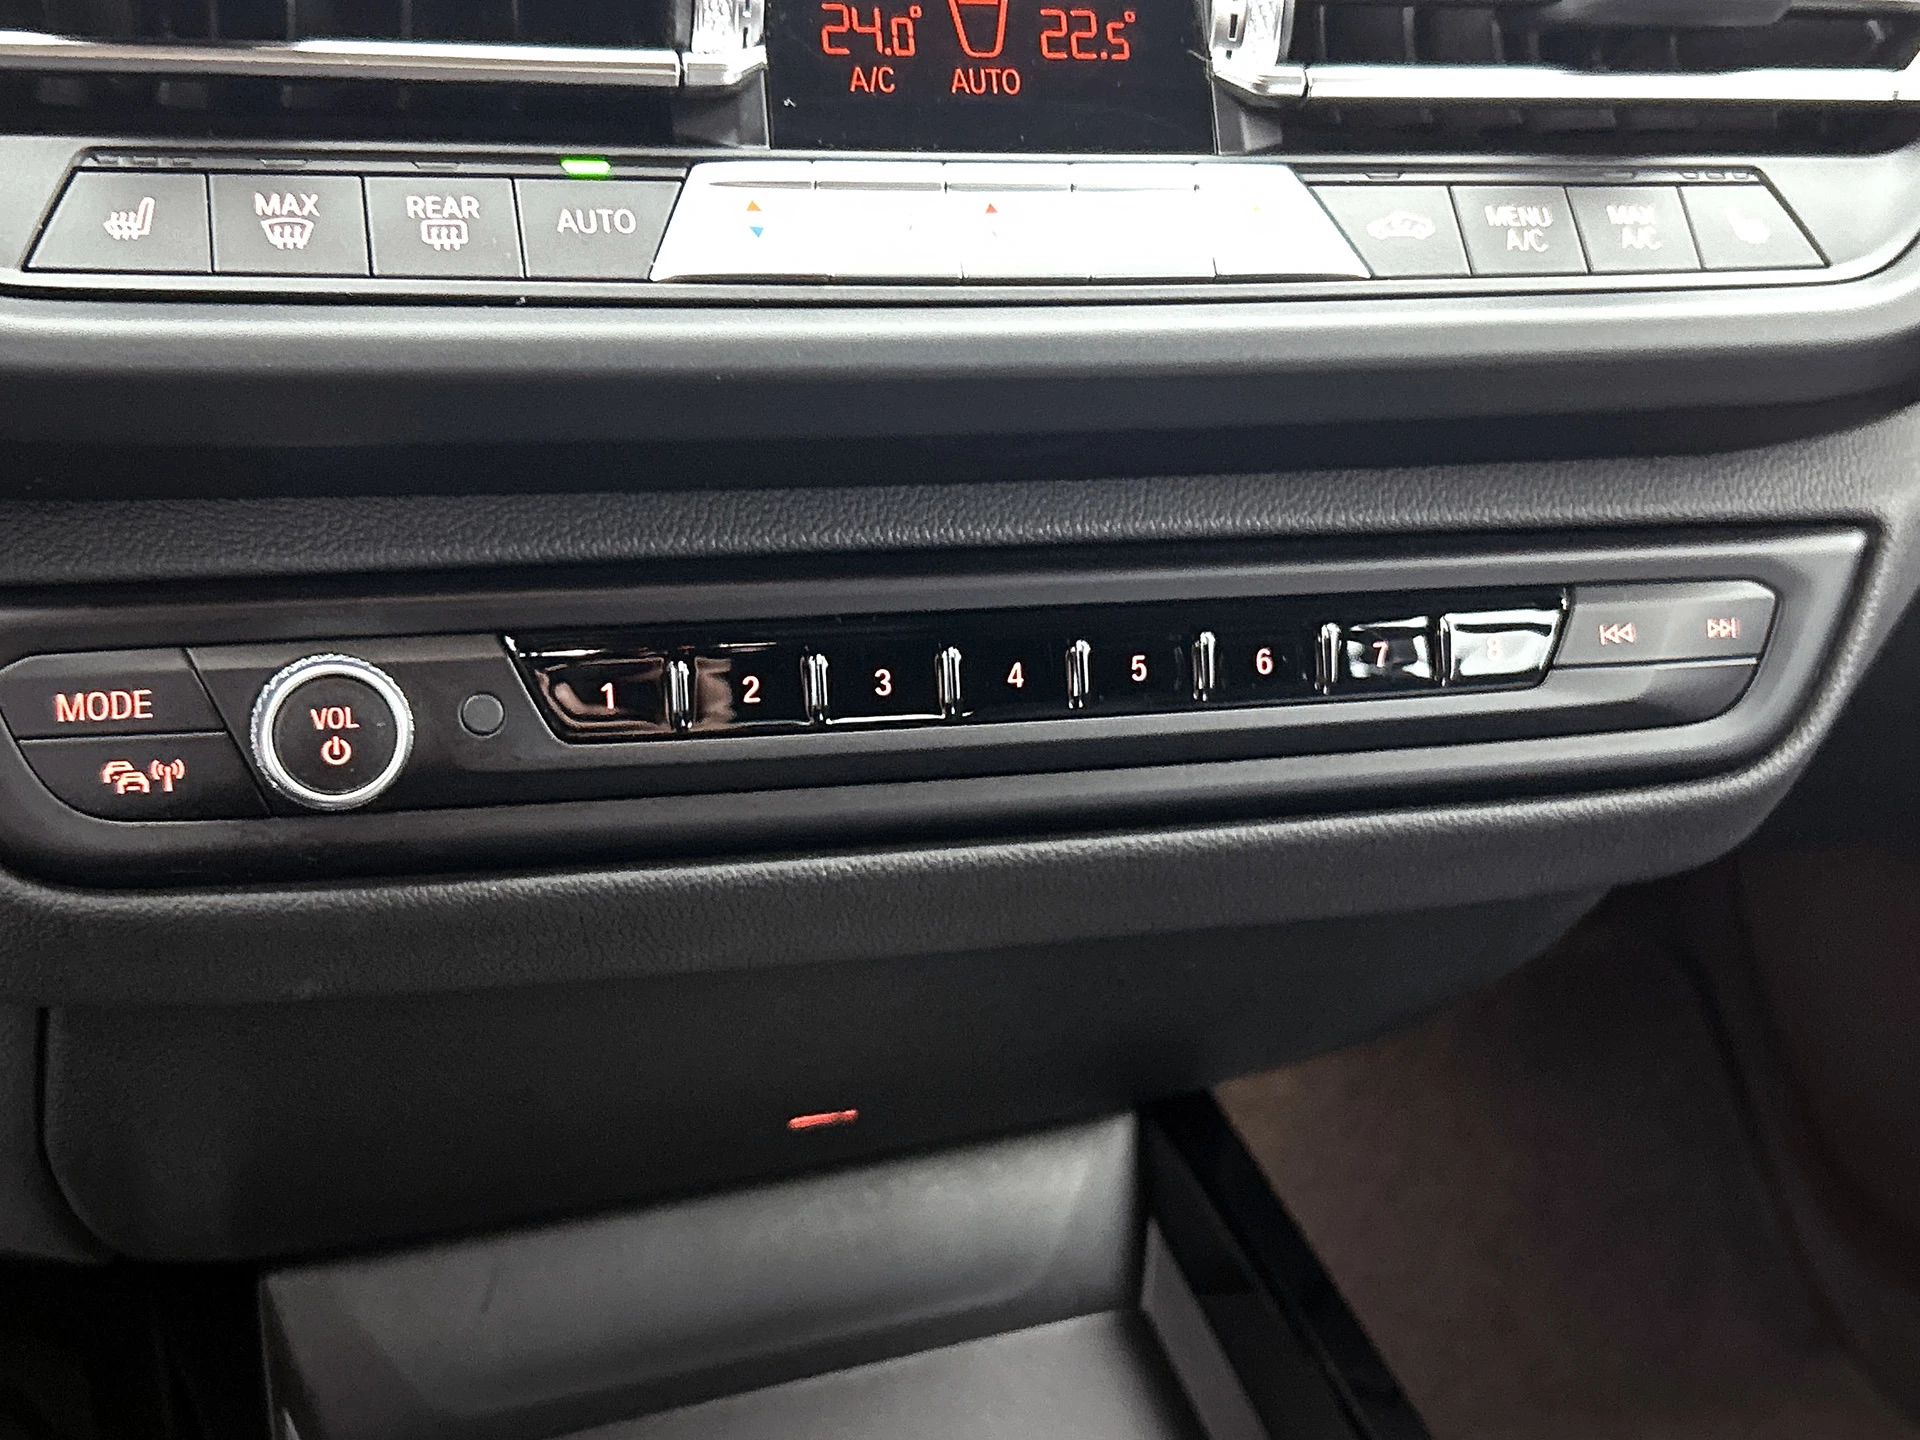 24.0° 22.5°
A/C AUTO
MAX REAR AUTO MENU A/C MAX A/C
MODE VOL 1 2 3 4 5 6 7 8